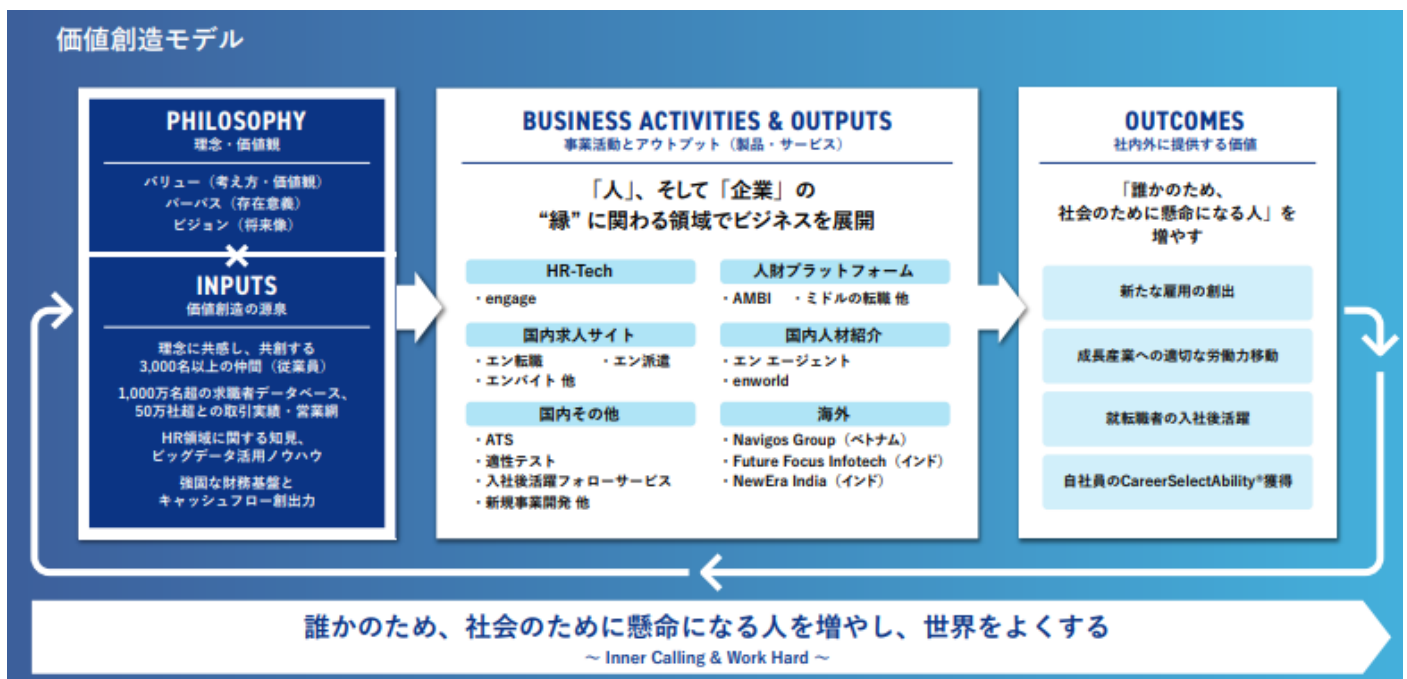 価値創造モデル
PHILOSOPHY
理念・価値観
バリュー（考え方・価値観）
パーパス（存在意義）
ビジョン（将来像）
×
INPUTS
価値創造の源泉
理念に共感し、共創する
3,000名以上の仲間（従業員）
1,000万名超の求職者データベース、
50万社超との取引実績・営業網
HR領域に関する知見、
ビッグデータ活用ノウハウ
強固な財務基盤と
キャッシュフロー創出力
BUSINESS ACTIVITIES & OUTPUTS
事業活動とアウトプット（製品・サービス）
「人」、そして「企業」の
“縁” に関わる領域でビジネスを展開
HR-Tech
・engage
人財プラットフォーム
・AMBI ・ミドルの転職 他
国内求人サイト
・エン転職 ・エン派遣
・エンバイト 他
国内人材紹介
・エン エージェント
・enworld
国内その他
・ATS
・適性テスト
・入社後活躍フォローサービス
・新規事業開発 他
海外
・Navigos Group（ベトナム）
・Future Focus Infotech（インド）
・NewEra India（インド）
OUTCOMES
社内外に提供する価値
「誰かのため、
社会のために懸命になる人」を
増やす
新たな雇用の創出
成長産業への適切な労働力移動
就転職者の入社後活躍
自社員のCareerSelectAbility®獲得
誰かのため、社会のために懸命になる人を増やし、世界をよくする
～ Inner Calling & Work Hard ～